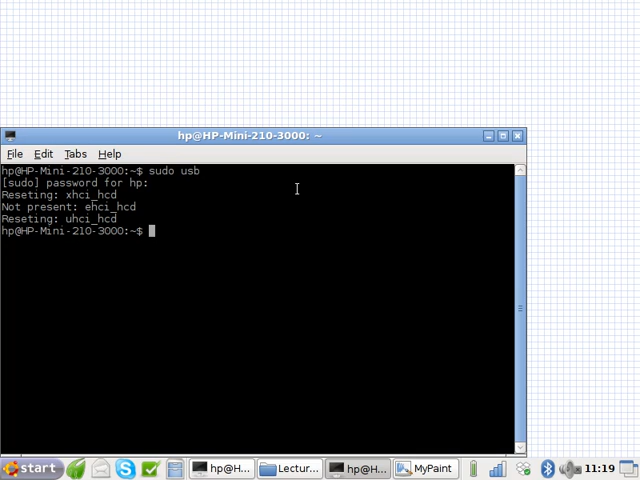 hp@HP-Mini-210-3000: ~
File Edit Tabs Help
hp@HP-Mini-210-3000:~$ sudo usb
[sudo] password for hp:
Reseting: xhci_hcd
Not present: ehci_hcd
Reseting: uhci_hcd
hp@HP-Mini-210-3000:~$
start hp@H... Lectur... hp@H... MyPaint 11:19